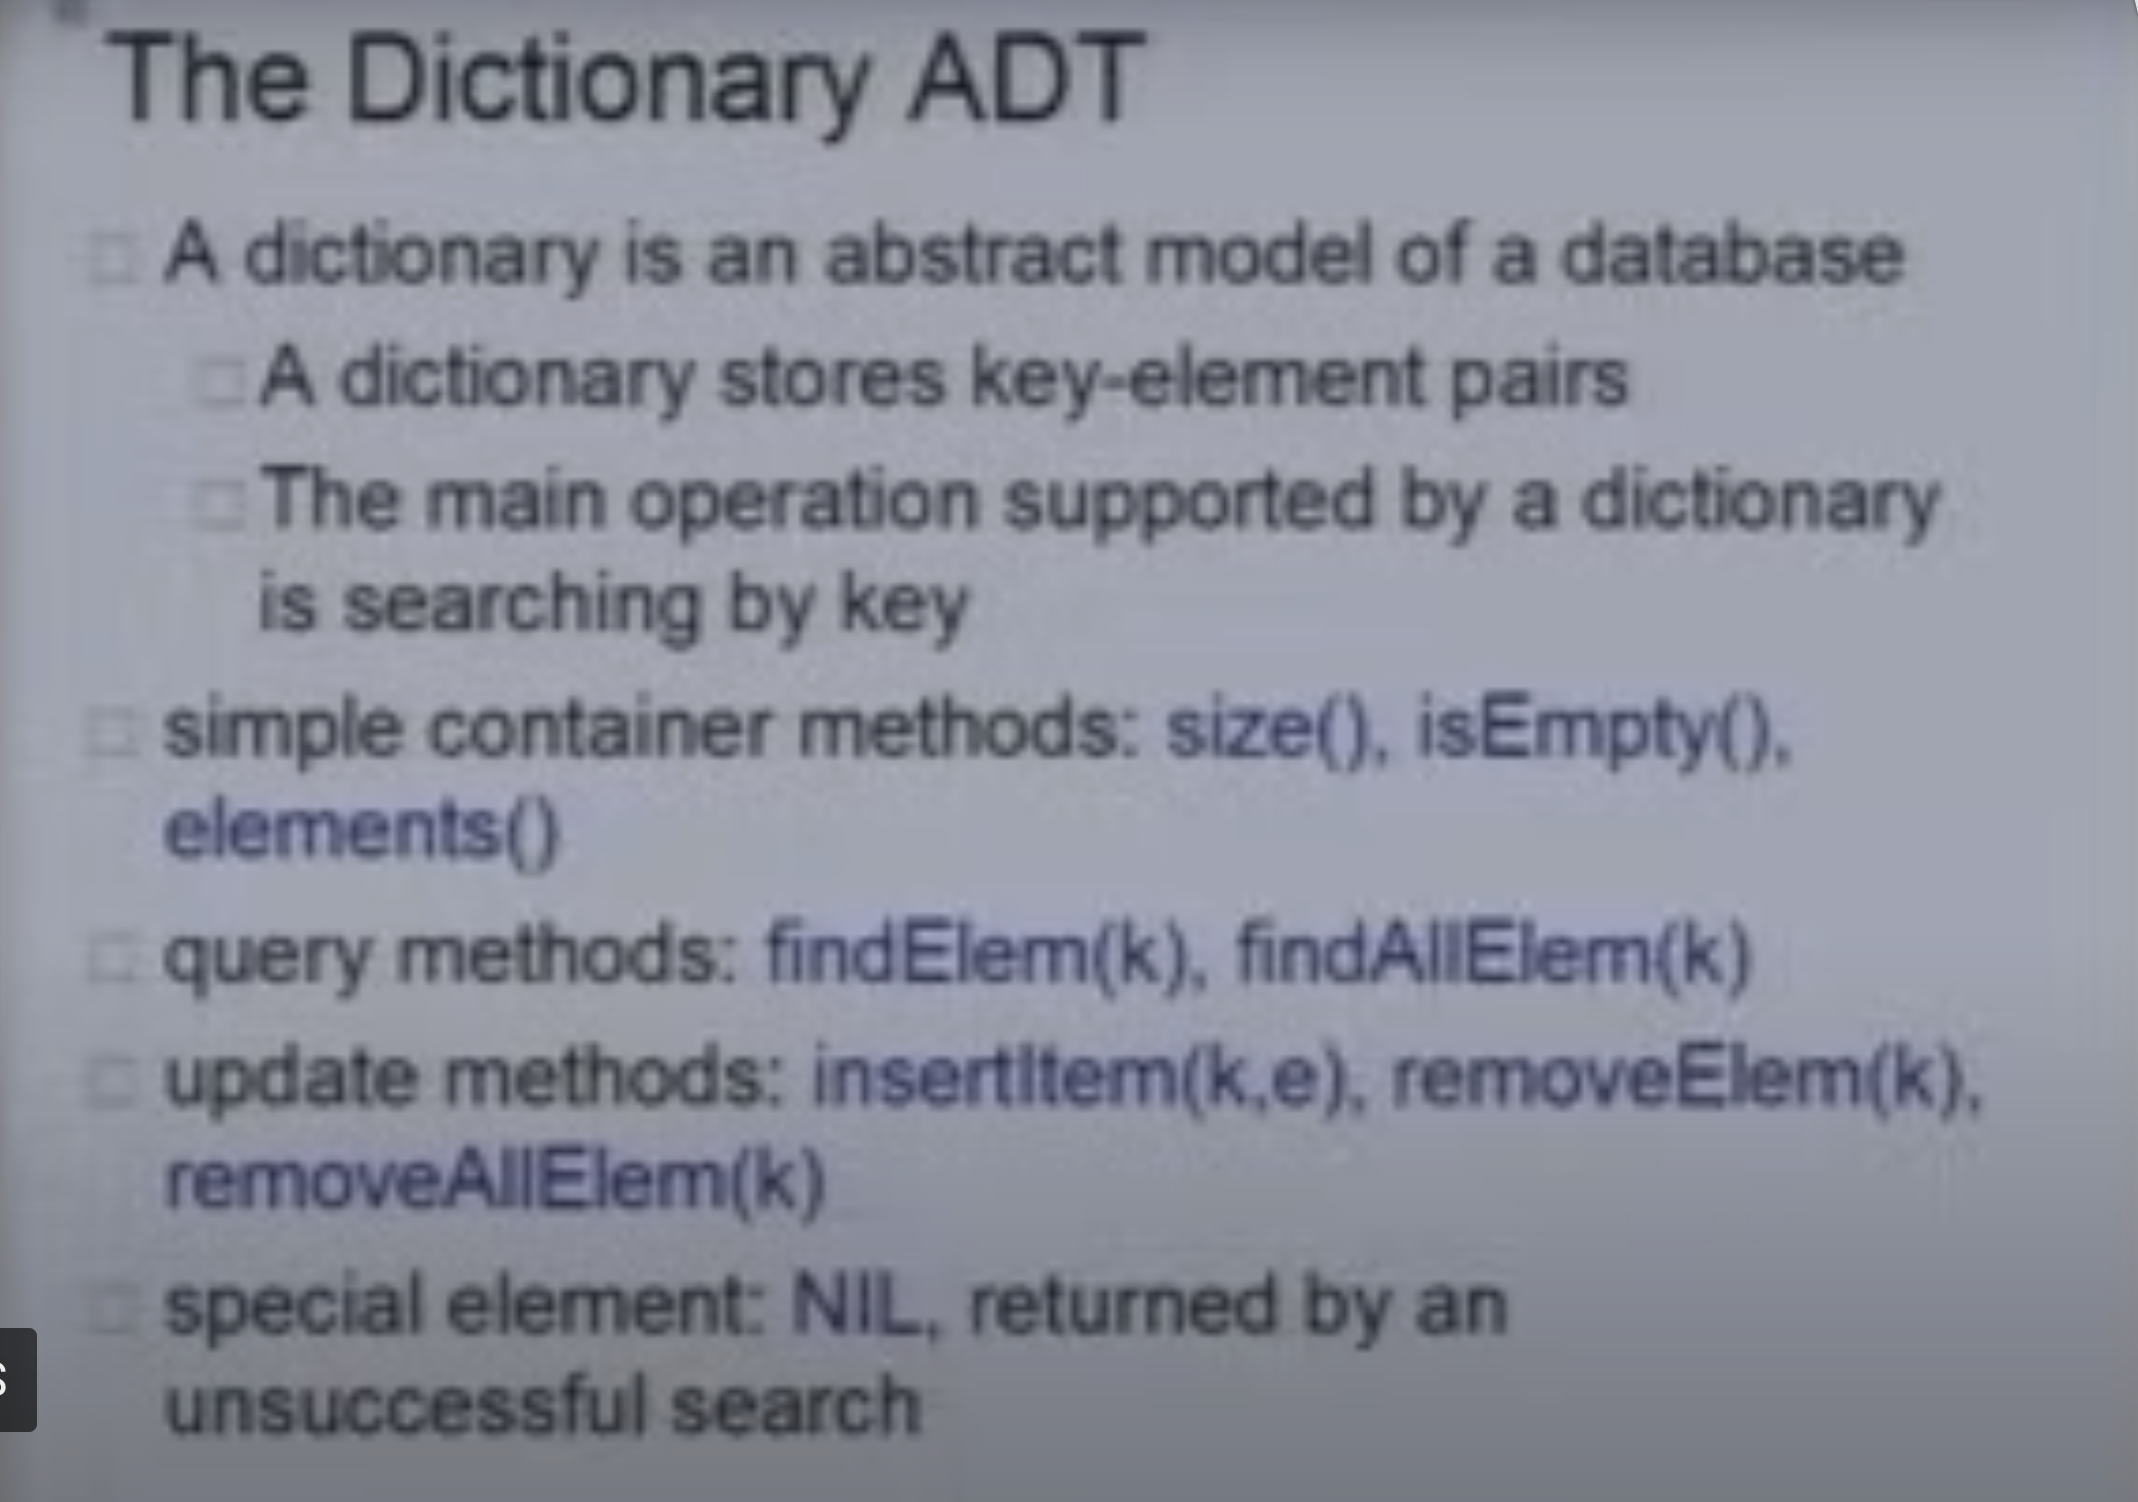 The Dictionary ADT
A dictionary is an abstract model of a database
A dictionary stores key-element pairs
The main operation supported by a dictionary
is searching by key
simple container methods: size(), isEmpty(),
elements()
query methods: findElem(k), findAllElem(k)
update methods: insertItem(k,e), removeElem(k),
removeAllElem(k)
special element: NIL, returned by an
unsuccessful search
s